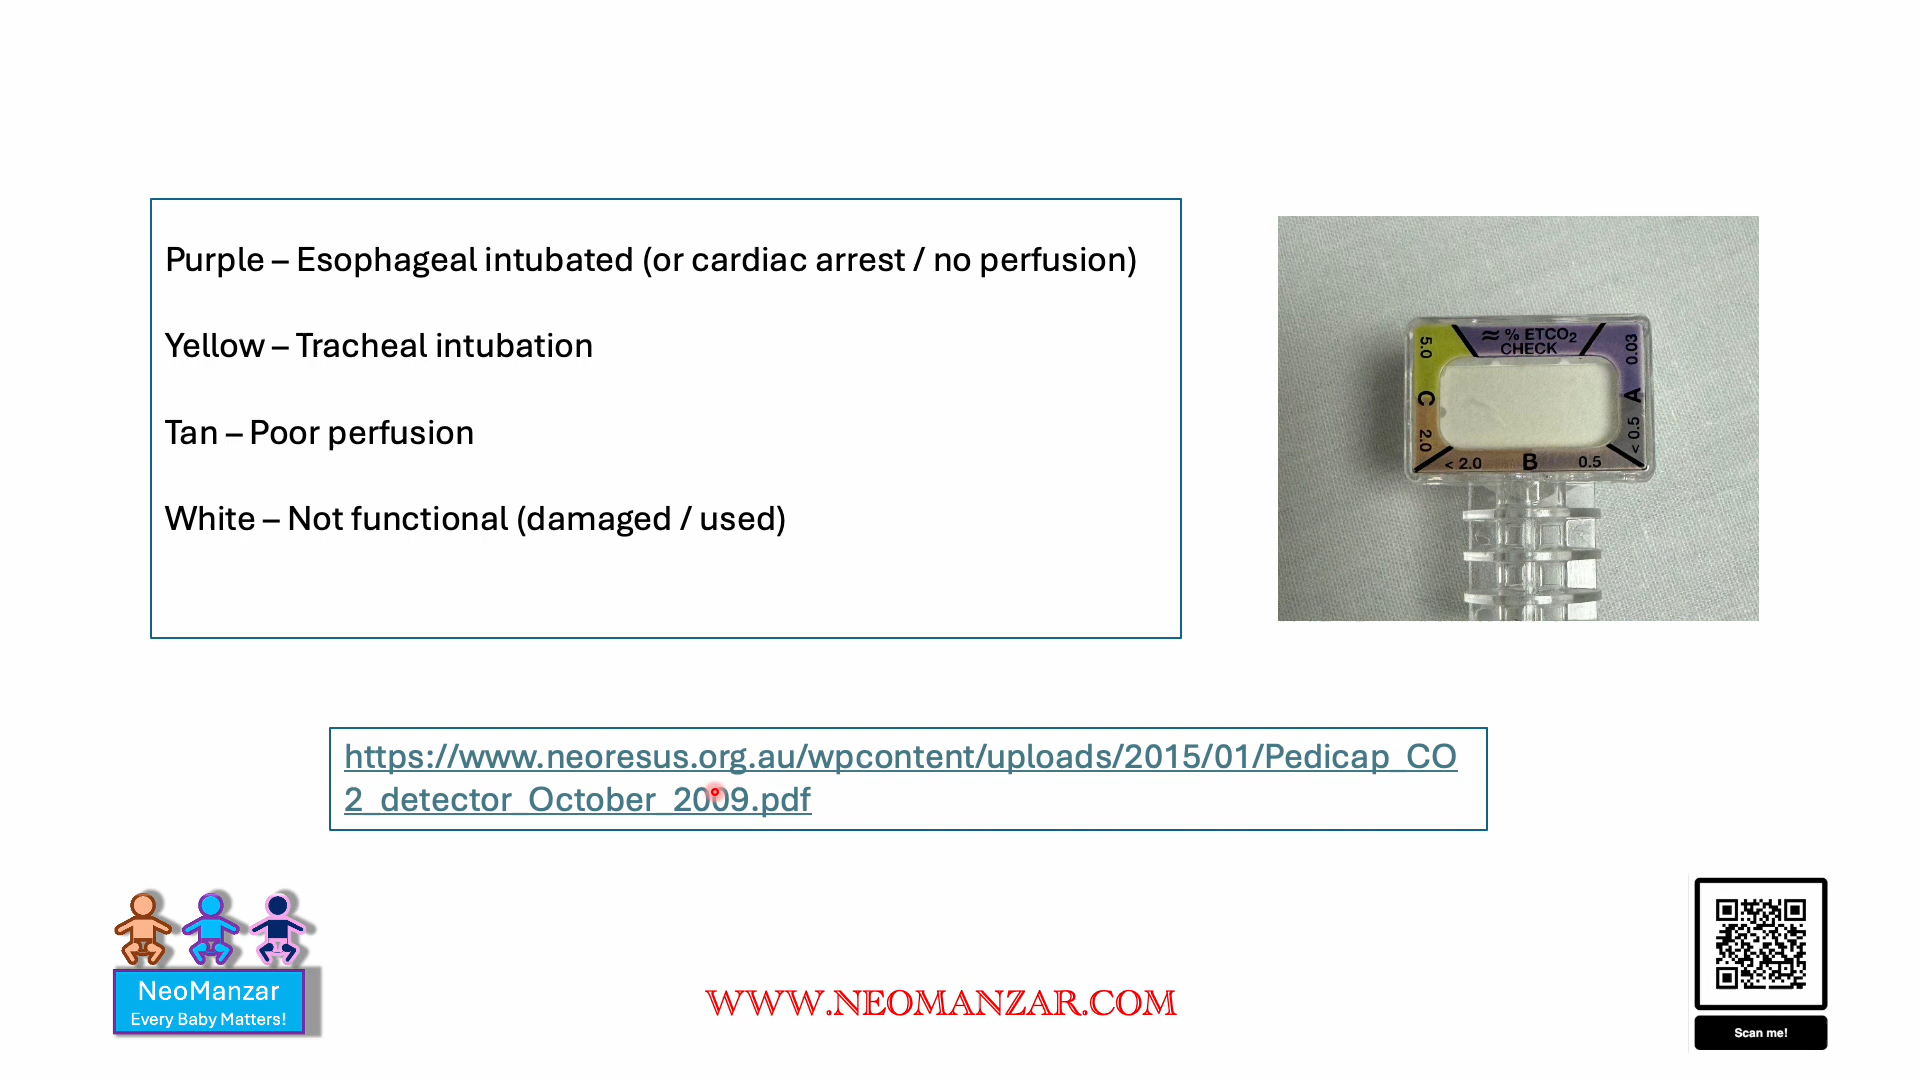 Purple – Esophageal intubated (or cardiac arrest / no perfusion)
Yellow – Tracheal intubation
Tan – Poor perfusion
White – Not functional (damaged / used)
≈ % ETCO₂
CHECK
5.0
C
2.0
0.03
A
< 0.5
< 2.0 B 0.5
https://www.neoresus.org.au/wpcontent/uploads/2015/01/Pedicap_CO
2_detector_October_2009.pdf
NeoManzar
Every Baby Matters!
WWW.NEOMANZAR.COM
Scan me!